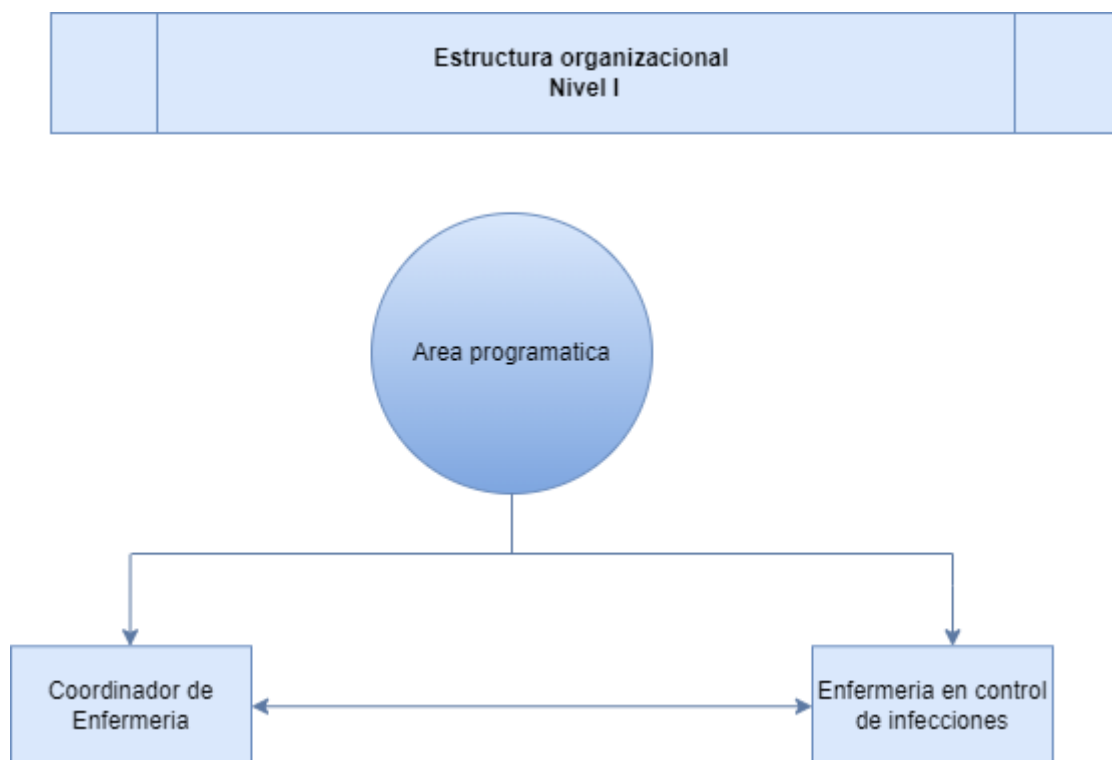 Estructura organizacional
Nivel I
Area programatica
Coordinador de
Enfermeria
Enfermeria en control
de infecciones